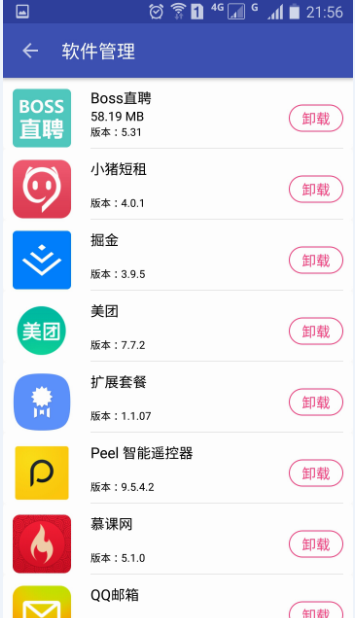 1 4G G 21:56
软件管理
BOSS
直聘
Boss直聘
58.19 MB
版本：5.31
卸载
小猪短租
版本：4.0.1
卸载
掘金
版本：3.9.5
卸载
美团
美团
版本：7.7.2
卸载
扩展套餐
版本：1.1.07
卸载
Peel 智能遥控器
版本：9.5.4.2
卸载
慕课网
版本：5.1.0
卸载
QQ邮箱
卸载